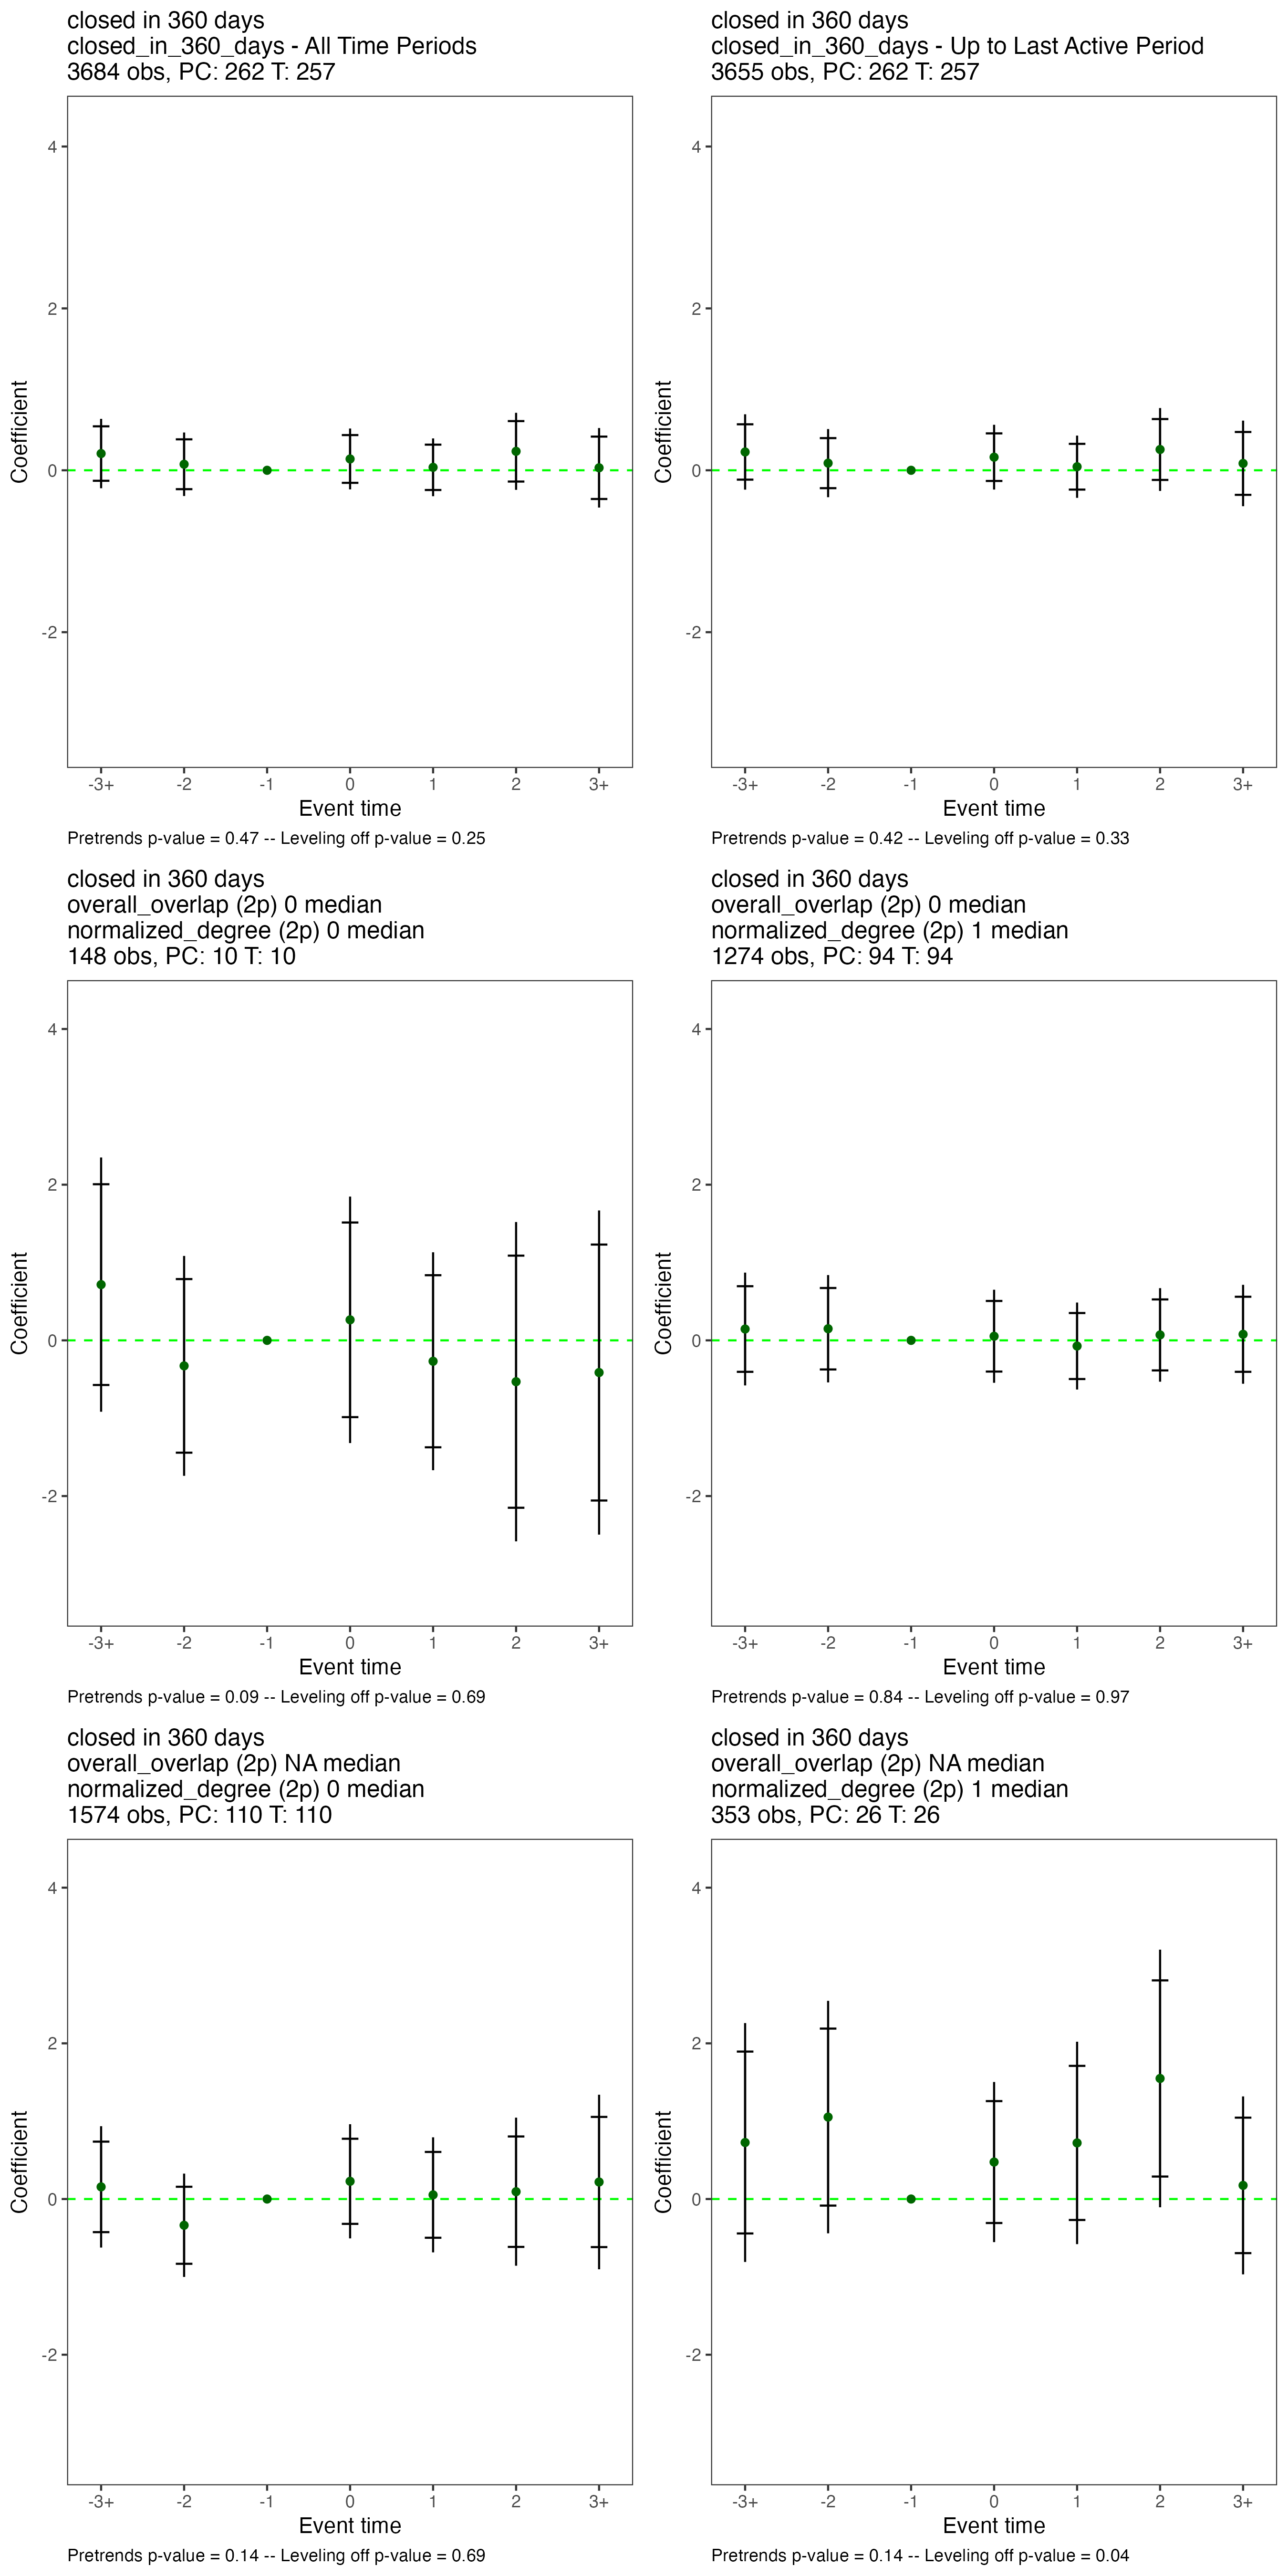 closed in 360 days
closed_in_360_days - All Time Periods
3684 obs, PC: 262 T: 257
4
2
0
-2
Coefficient
-3+ -2 -1 0 1 2 3+
Event time
Pretrends p-value = 0.47 -- Leveling off p-value = 0.25
closed in 360 days
closed_in_360_days - Up to Last Active Period
3655 obs, PC: 262 T: 257
4
2
0
-2
Coefficient
-3+ -2 -1 0 1 2 3+
Event time
Pretrends p-value = 0.42 -- Leveling off p-value = 0.33
closed in 360 days
overall_overlap (2p) 0 median
normalized_degree (2p) 0 median
148 obs, PC: 10 T: 10
4
2
0
-2
Coefficient
-3+ -2 -1 0 1 2 3+
Event time
Pretrends p-value = 0.09 -- Leveling off p-value = 0.69
closed in 360 days
overall_overlap (2p) 0 median
normalized_degree (2p) 1 median
1274 obs, PC: 94 T: 94
4
2
0
-2
Coefficient
-3+ -2 -1 0 1 2 3+
Event time
Pretrends p-value = 0.84 -- Leveling off p-value = 0.97
closed in 360 days
overall_overlap (2p) NA median
normalized_degree (2p) 0 median
1574 obs, PC: 110 T: 110
4
2
0
-2
Coefficient
-3+ -2 -1 0 1 2 3+
Event time
Pretrends p-value = 0.14 -- Leveling off p-value = 0.69
closed in 360 days
overall_overlap (2p) NA median
normalized_degree (2p) 1 median
353 obs, PC: 26 T: 26
4
2
0
-2
Coefficient
-3+ -2 -1 0 1 2 3+
Event time
Pretrends p-value = 0.14 -- Leveling off p-value = 0.04